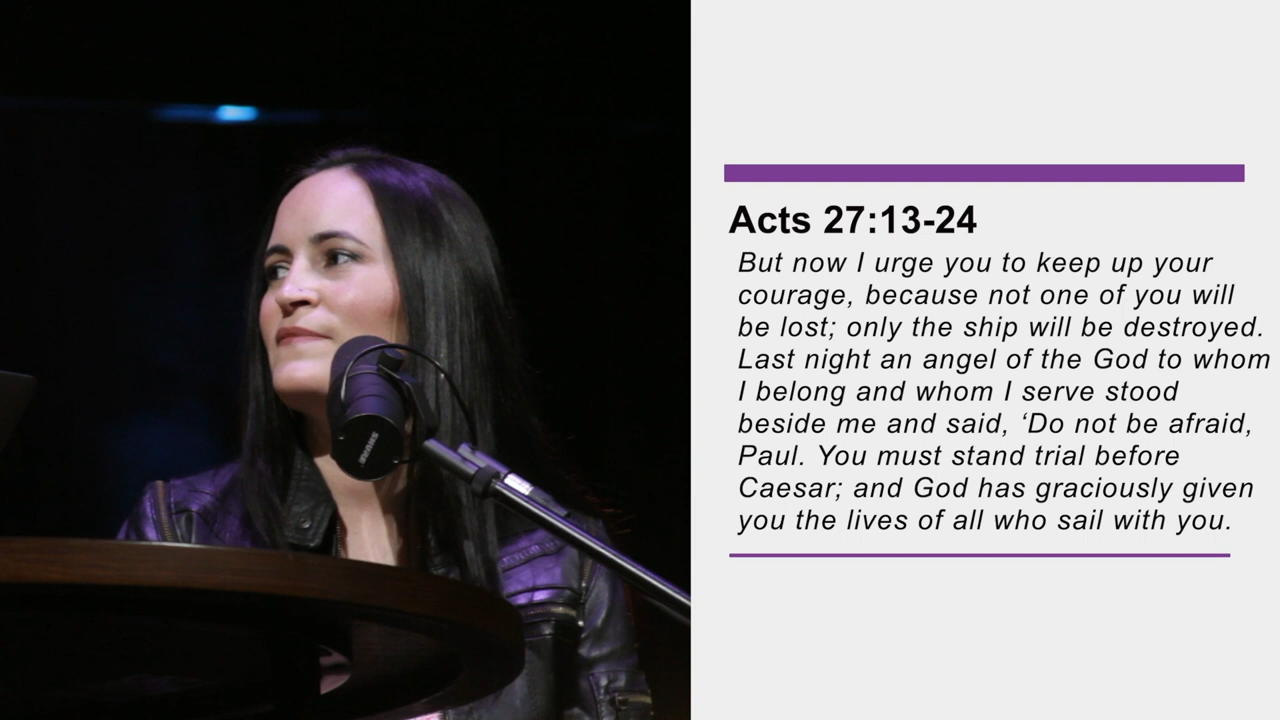 Acts 27:13-24
But now I urge you to keep up your
courage, because not one of you will
be lost; only the ship will be destroyed.
Last night an angel of the God to whom
I belong and whom I serve stood
beside me and said, ‘Do not be afraid,
Paul. You must stand trial before
Caesar; and God has graciously given
you the lives of all who sail with you.
SHURE